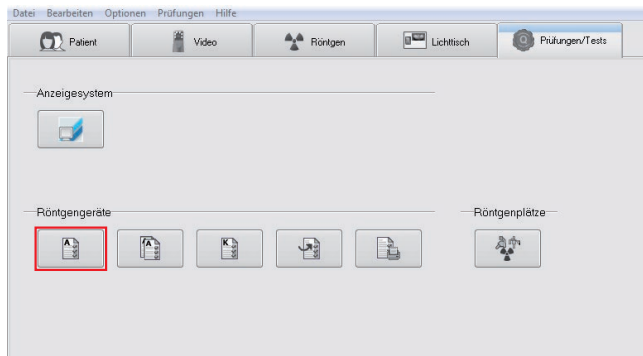 Datei Bearbeiten Optionen Prüfungen Hilfe
Patient Video Röntgen Lichttisch Prüfungen/Tests
Anzeigesystem
Röntgengeräte Röntgenplätze
A A K